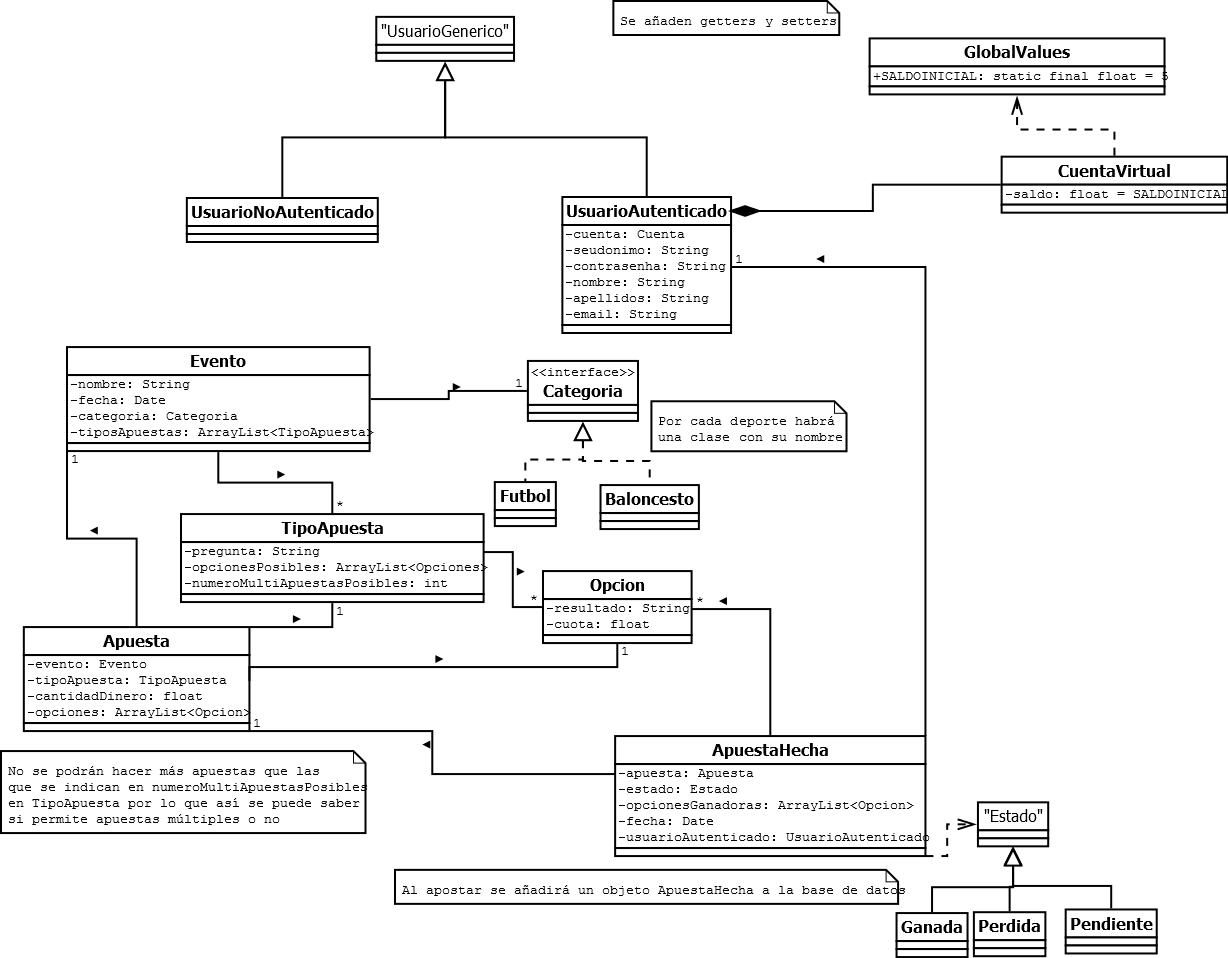 "UsuarioGenerico"
Se añaden getters y setters
GlobalValues
+SALDOINICIAL: static final float = 5
CuentaVirtual
-saldo: float = SALDOINICIAL
UsuarioNoAutenticado
UsuarioAutenticado
-cuenta: Cuenta
-seudonimo: String
-contrasenha: String
-nombre: String
-apellidos: String
-email: String
1
Evento
-nombre: String
-fecha: Date
-categoria: Categoria
-tiposApuestas: ArrayList<TipoApuesta>
1
1
<<interface>>
Categoria
Por cada deporte habrá
una clase con su nombre
Futbol
Baloncesto
*
TipoApuesta
-pregunta: String
-opcionesPosibles: ArrayList<Opciones>
-numeroMultiApuestasPosibles: int
1
*
Opcion
-resultado: String
-cuota: float
*
1
Apuesta
-evento: Evento
-tipoApuesta: TipoApuesta
-cantidadDinero: float
-opciones: ArrayList<Opcion>
1
ApuestaHecha
-apuesta: Apuesta
-estado: Estado
-opcionesGanadoras: ArrayList<Opcion>
-fecha: Date
-usuarioAutenticado: UsuarioAutenticado
No se podrán hacer más apuestas que las
que se indican en numeroMultiApuestasPosibles
en TipoApuesta por lo que así se puede saber
si permite apuestas múltiples o no
"Estado"
Al apostar se añadirá un objeto ApuestaHecha a la base de datos
Ganada
Perdida
Pendiente